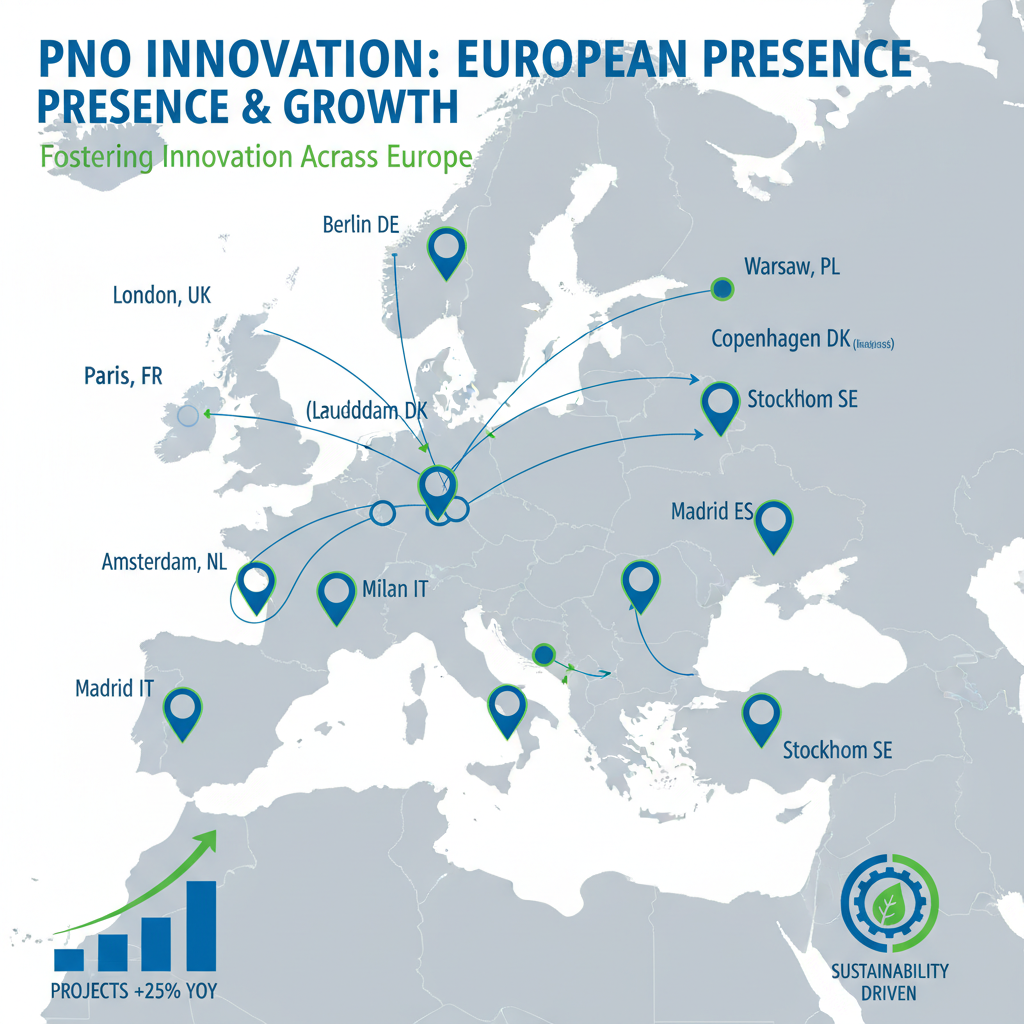 PNO INNOVATION: EUROPEAN PRESENCE
PRESENCE & GROWTH
Fostering Innovation Acrass Europe
Berlin DE
Warsaw, PL
London, UK
Copenhagen DK
Paris, FR
(Laudddam DK
Stockhom SE
Madrid ES
Amsterdam, NL
Milan IT
Madrid IT
Stockhom SE
PROJECTS +25% YOY
SUSTAINABILITY
DRIVEN